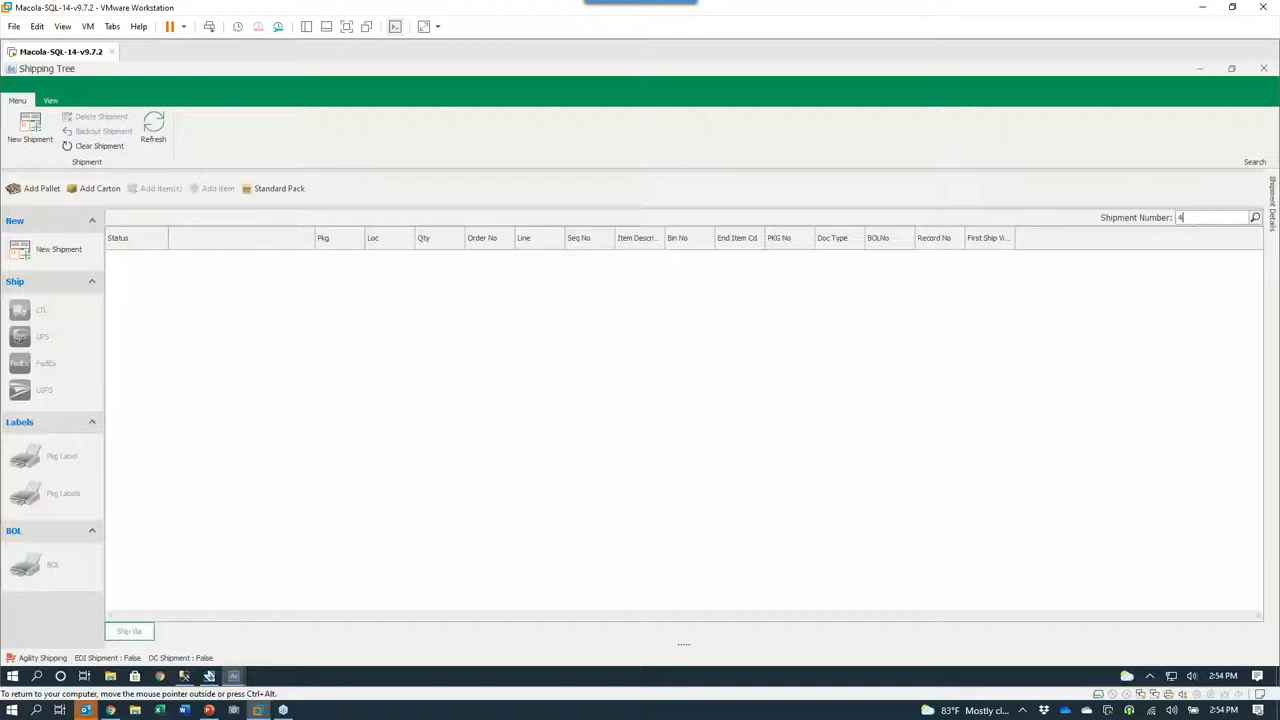 Macola-SQL-14-v9.7.2 - VMware Workstation
File Edit View VM Tabs Help
Macola-SQL-14-v9.7.2
Shipping Tree
Menu View
New Shipment
Delete Shipment
Backout Shipment
Clear Shipment
Refresh
Shipment
Search
Add Pallet Add Carton Add Item(s) Add Item Standard Pack
Shipment Details
New
New Shipment
Ship
LTL
UPS
FedEx
USPS
Labels
Pkg Label
Pkg Labels
BOL
BOL
Shipment Number: 4
Status Pkg Loc Qty Order No Line Seq No Item Descri... Bin No End Item Cd PKG No Doc Type BOLNo Record No First Ship Vi...
Ship Via
Agility Shipping EDI Shipment : False DC Shipment : False
2:54 PM
To return to your computer, move the mouse pointer outside or press Ctrl+Alt.
83°F Mostly cl... 2:54 PM